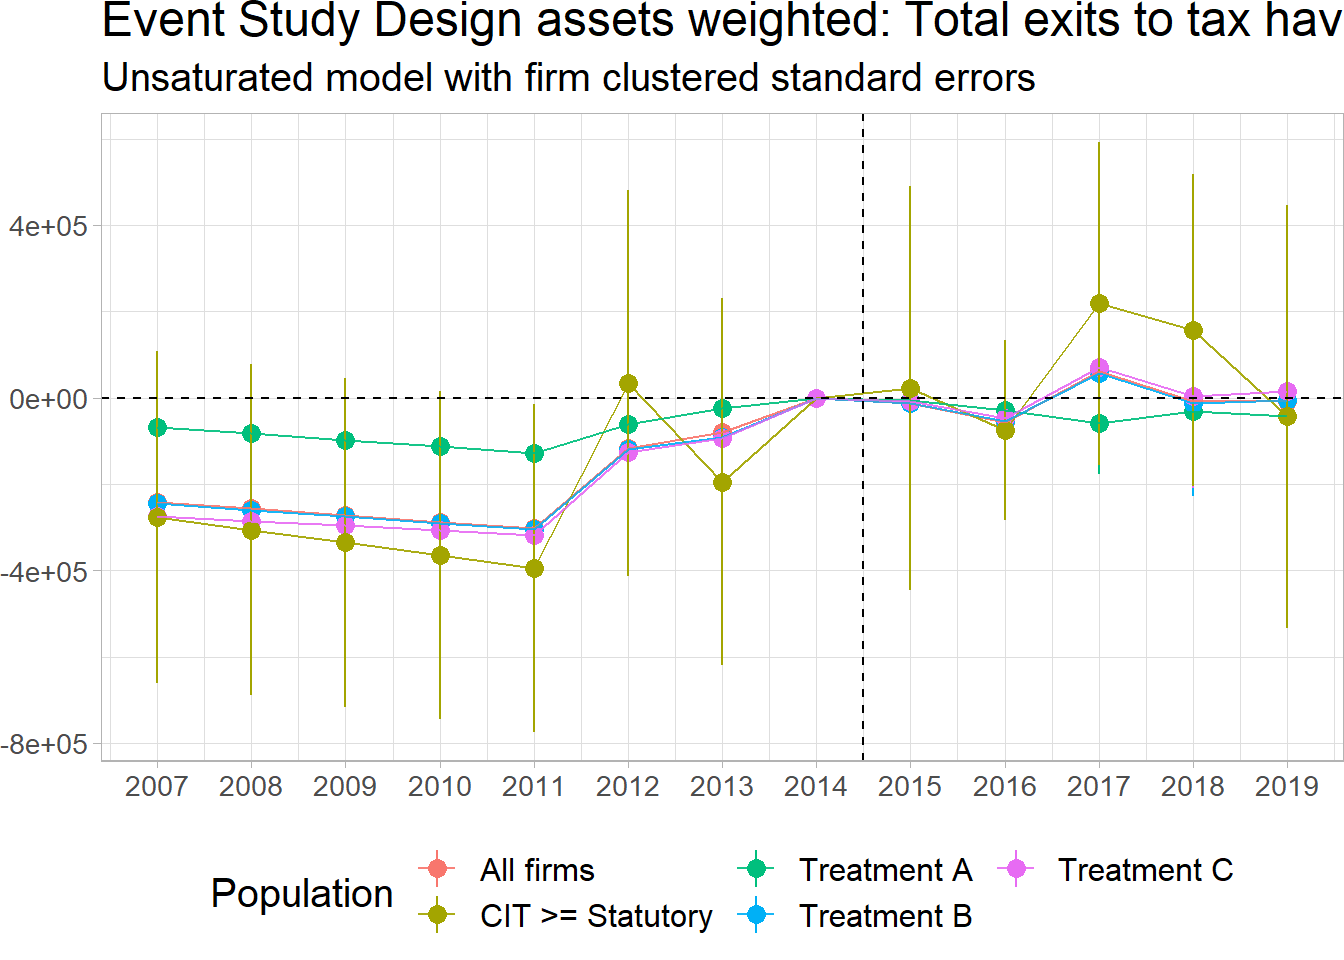 Event Study Design assets weighted: Total exits to tax hav
Unsaturated model with firm clustered standard errors
4e+05
0e+00
-4e+05
-8e+05
2007 2008 2009 2010 2011 2012 2013 2014 2015 2016 2017 2018 2019
Population
All firms Treatment A Treatment C
CIT >= Statutory Treatment B